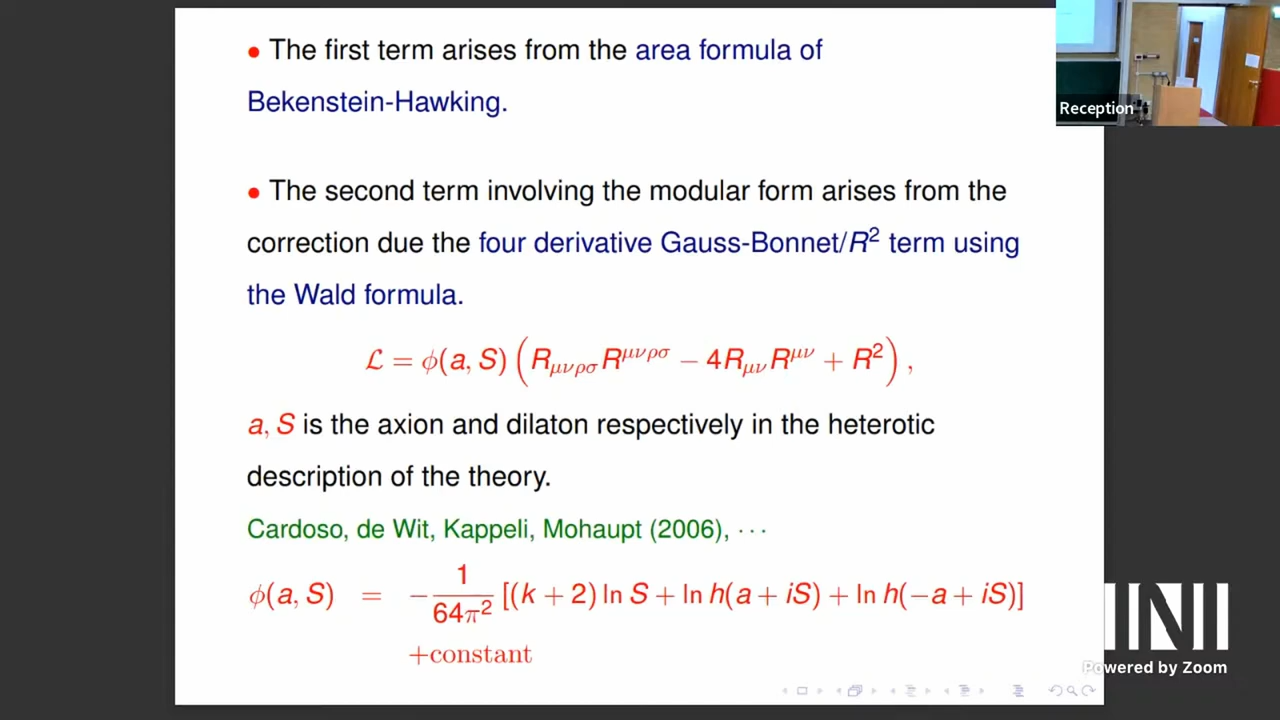 • The first term arises from the area formula of
Bekenstein-Hawking.
• The second term involving the modular form arises from the
correction due the four derivative Gauss-Bonnet/R² term using
the Wald formula.
ℒ = ϕ(a, S) (R_{μνρσ}R^{μνρσ} − 4R_{μν}R^{μν} + R²),
a, S is the axion and dilaton respectively in the heterotic
description of the theory.
Cardoso, de Wit, Kappeli, Mohaupt (2006), ⋯
ϕ(a, S) = −\frac{1}{64π²} [(k + 2) ln S + ln h(a + iS) + ln h(−a + iS)]
+constant
Reception
Powered by Zoom